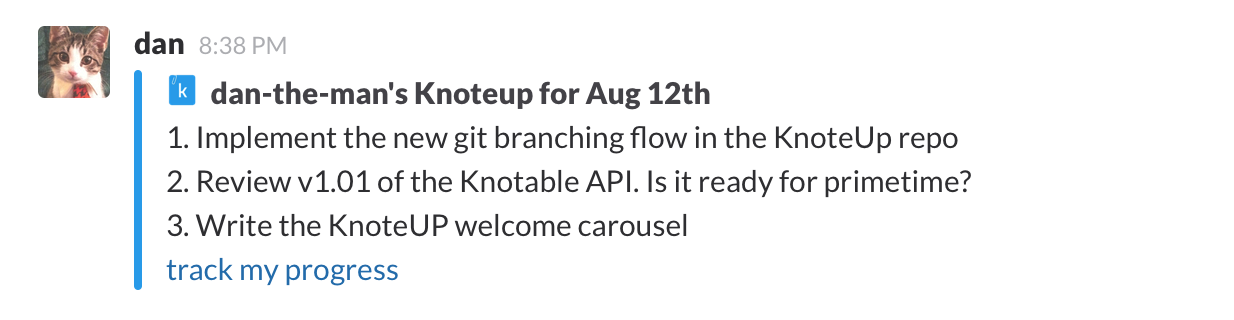 dan 8:38 PM
k dan-the-man's Knoteup for Aug 12th
1. Implement the new git branching flow in the KnoteUp repo
2. Review v1.01 of the Knotable API. Is it ready for primetime?
3. Write the KnoteUP welcome carousel
track my progress